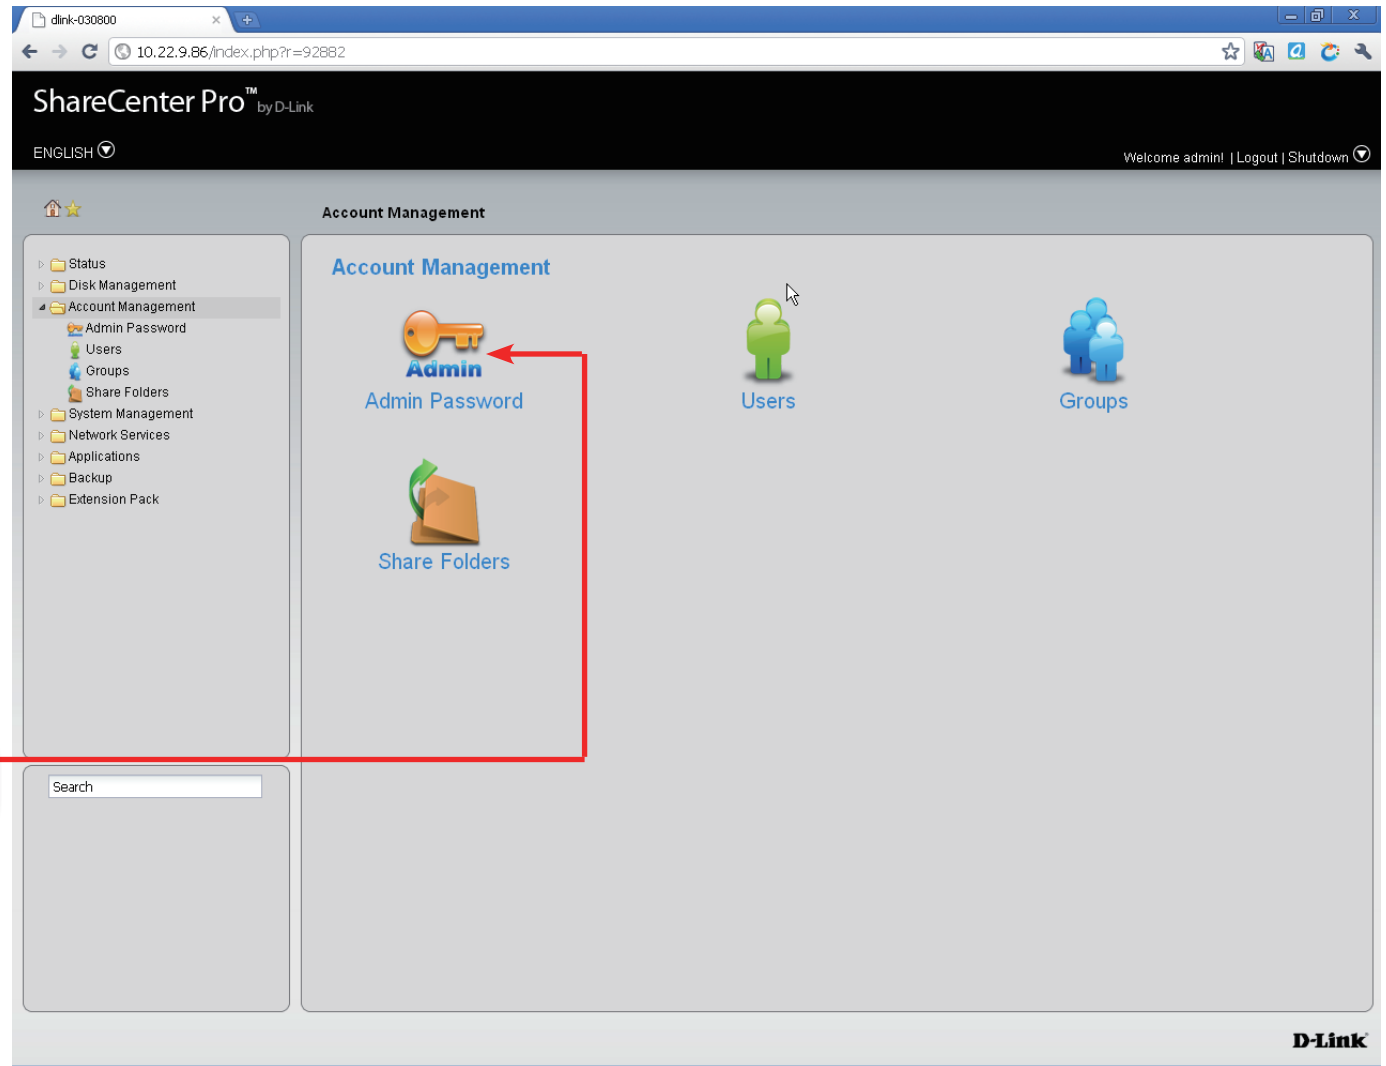 dlink-030800
10.22.9.86/index.php?r=92882
ShareCenter Pro™ by D-Link
ENGLISH
Welcome admin! | Logout | Shutdown
Account Management
Status
Disk Management
Account Management
Admin Password
Users
Groups
Share Folders
System Management
Network Services
Applications
Backup
Extension Pack
Search
Account Management
Admin
Admin Password
Users
Groups
Share Folders
D-Link